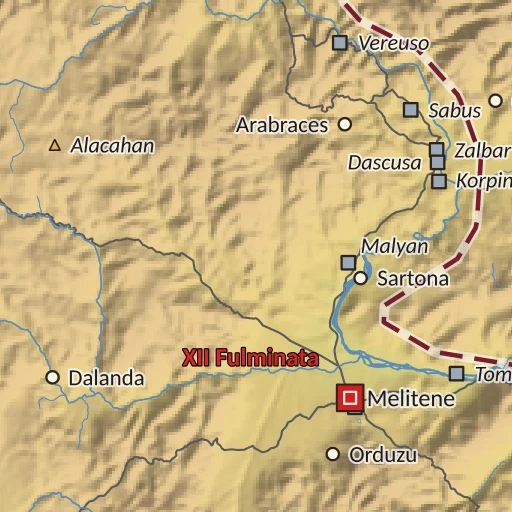 Vereuso
Sabus
Arabraces
Alacahan
Zalbar
Dascusa
Korpin
Malyan
Sartona
XII Fulminata
Dalanda
Tom
Melitene
Orduzu